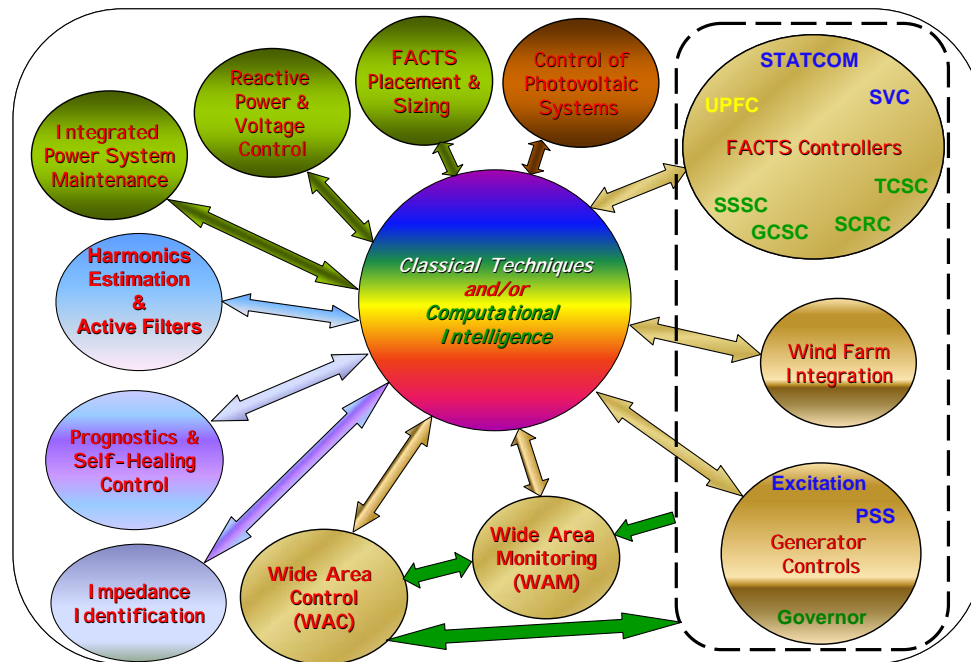 FACTS
Placement &
Sizing
Control of
Photovoltaic
Systems
Reactive
Power &
Voltage
Control
Integrated
Power System
Maintenance
STATCOM
UPFC
SVC
FACTS Controllers
TCSC
SSSC
GCSC
SCRC
Harmonics
Estimation
&
Active Filters
Classical Techniques
and/or
Computational
Intelligence
Wind Farm
Integration
Prognostics &
Self-Healing
Control
Excitation
PSS
Generator
Controls
Governor
Wide Area
Monitoring
(WAM)
Wide Area
Control
(WAC)
Impedance
Identification